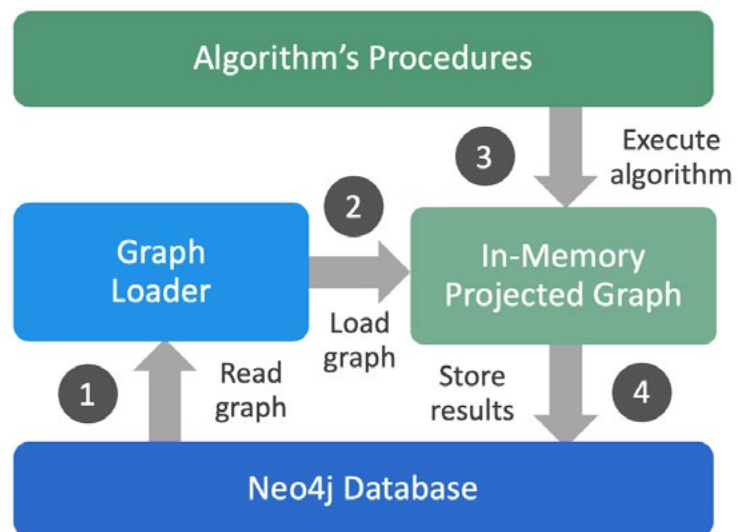 Algorithm's Procedures
3
Execute
algorithm
2
Graph
Loader
In-Memory
Projected Graph
Load
graph
1
Read
graph
Store
results
4
Neo4j Database